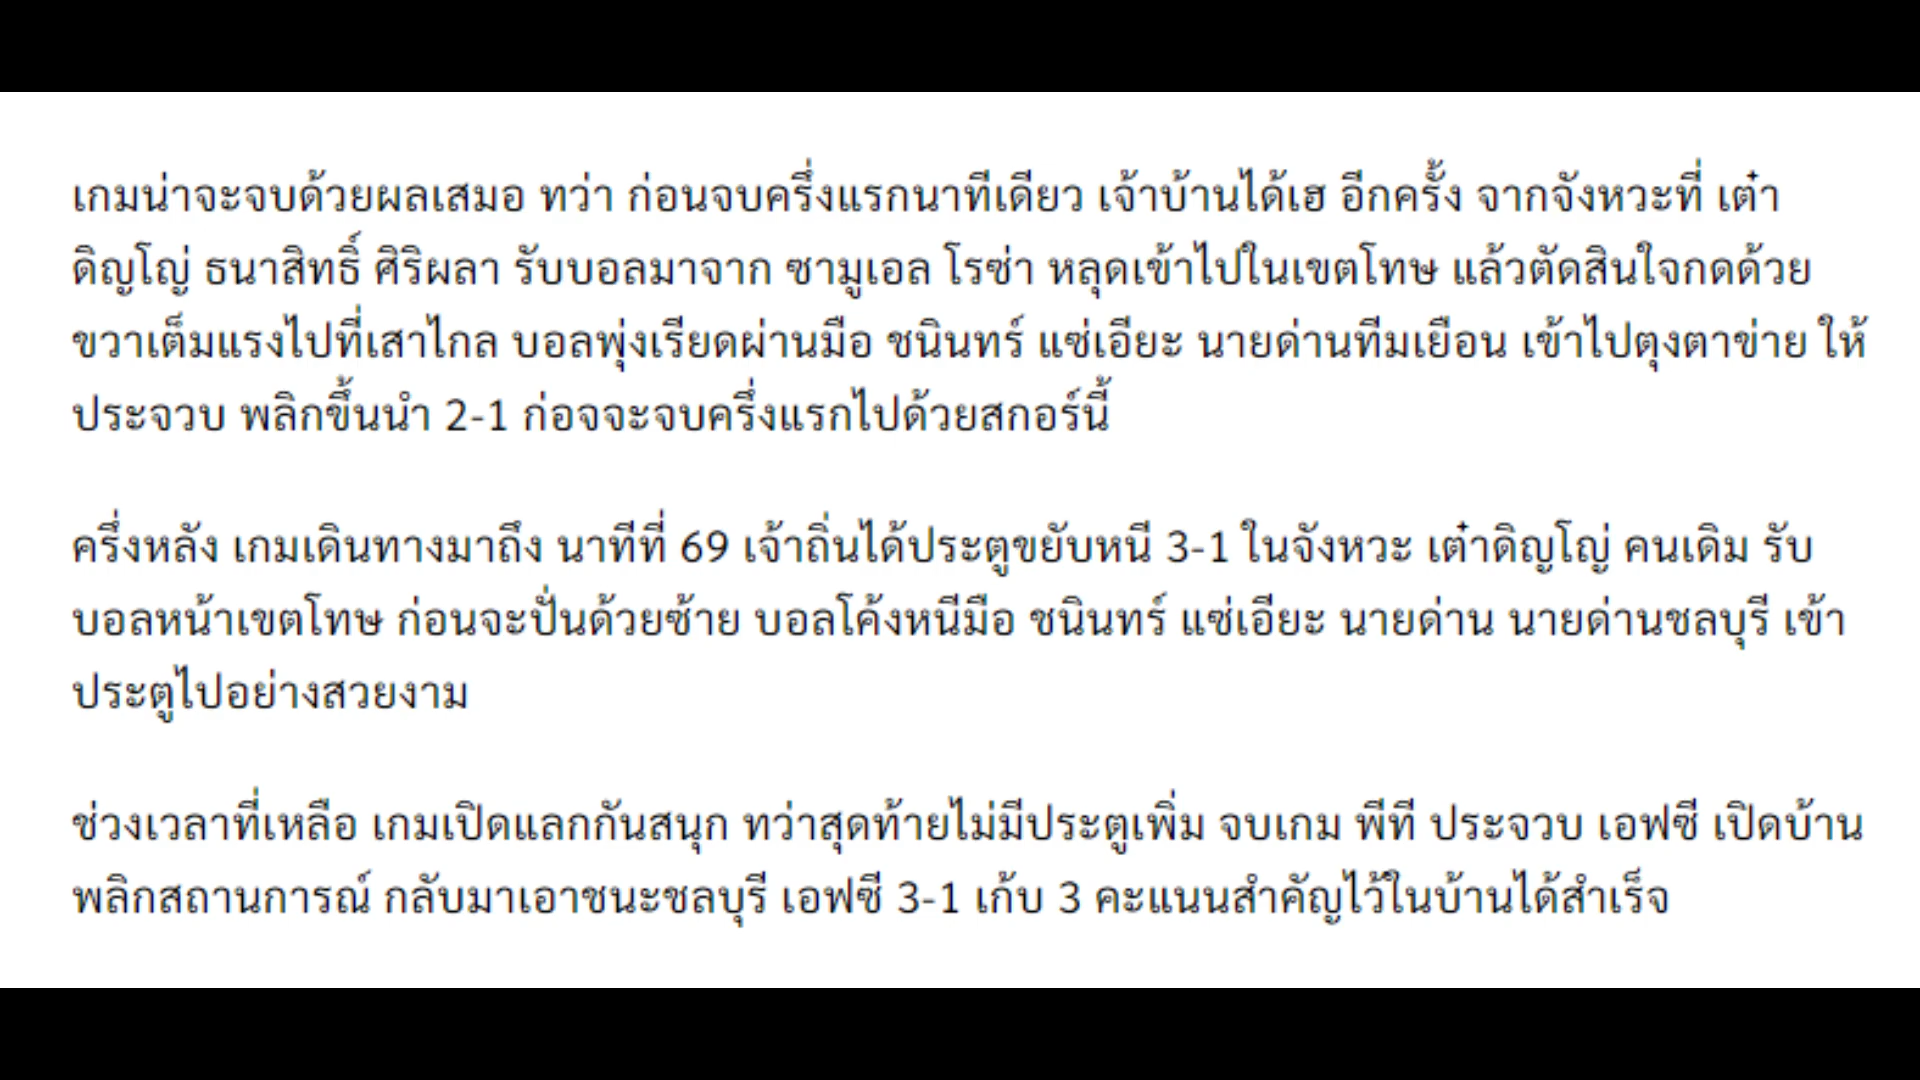 เกมน่าจะจบด้วยผลเสมอ ทว่า ก่อนจบครึ่งแรกนาทีเดียว เจ้าบ้านได้เฮ อีกครั้ง จากจังหวะที่ เต๋า
ดิญโญ่ ธนาสิทธิ์ ศิริผลา รับบอลมาจาก ซามูเอล โรซ่า หลุดเข้าไปในเขตโทษ แล้วตัดสินใจกดด้วย
ขวาเต็มแรงไปที่เสาไกล บอลพุ่งเรียดผ่านมือ ชนินทร์ แซ่เอียะ นายด่านทีมเยือน เข้าไปตุงตาข่าย ให้
ประจวบ พลิกขึ้นนำ 2-1 ก่อจจะจบครึ่งแรกไปด้วยสกอร์นี้
ครึ่งหลัง เกมเดินทางมาถึง นาทีที่ 69 เจ้าถิ่นได้ประตูขยับหนี 3-1 ในจังหวะ เต๋าดิญโญ่ คนเดิม รับ
บอลหน้าเขตโทษ ก่อนจะปั่นด้วยซ้าย บอลโค้งหนีมือ ชนินทร์ แซ่เอียะ นายด่าน นายด่านชลบุรี เข้า
ประตูไปอย่างสวยงาม
ช่วงเวลาที่เหลือ เกมเปิดแลกกันสนุก ทว่าสุดท้ายไม่มีประตูเพิ่ม จบเกม พีที ประจวบ เอฟซี เปิดบ้าน
พลิกสถานการณ์ กลับมาเอาชนะชลบุรี เอฟซี 3-1 เก้บ 3 คะแนนสำคัญไว้ในบ้านได้สำเร็จ